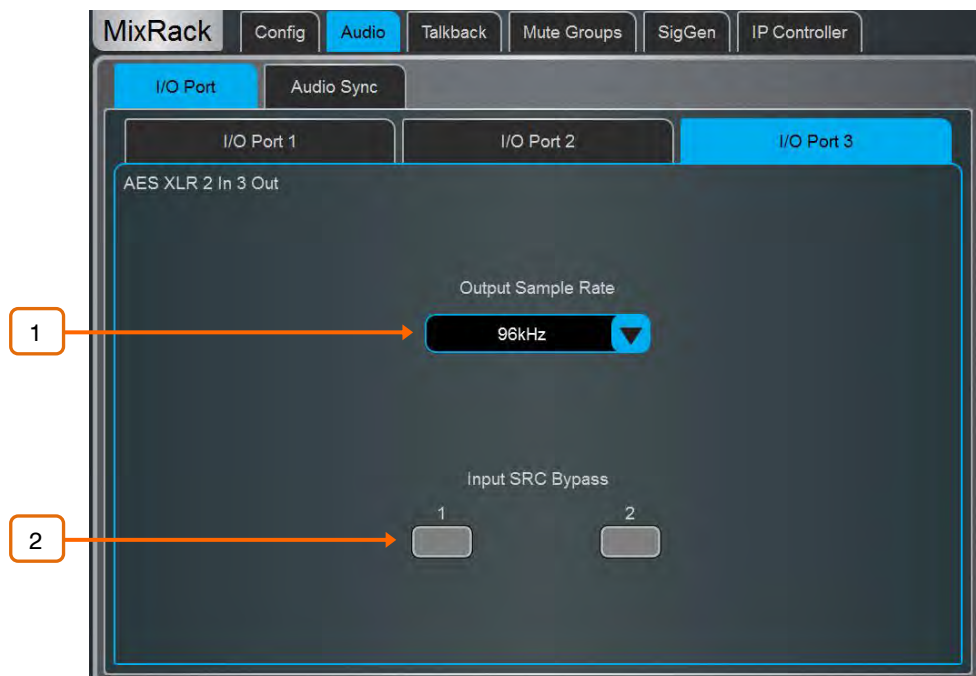 MixRack Config Audio Talkback Mute Groups SigGen IP Controller
I/O Port Audio Sync
I/O Port 1 I/O Port 2 I/O Port 3
AES XLR 2 In 3 Out
Output Sample Rate
1 96kHz
Input SRC Bypass
1 2
2